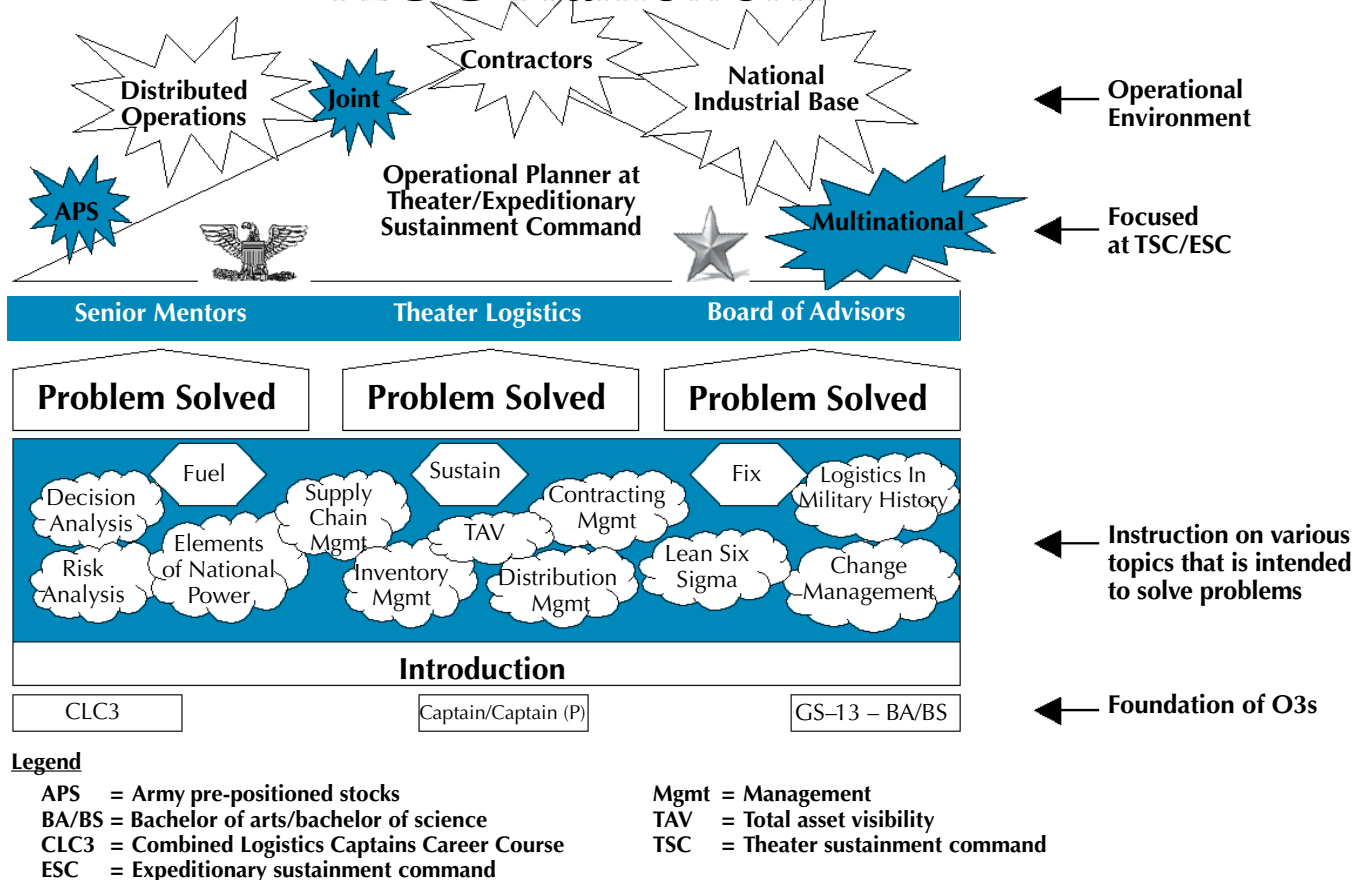 Contractors
Distributed
Operations
Joint
National
Industrial Base
Operational
Environment
APS
Operational Planner at
Theater/Expeditionary
Sustainment Command
Multinational
Focused
at TSC/ESC
Senior Mentors
Theater Logistics
Board of Advisors
Problem Solved
Problem Solved
Problem Solved
Fuel
Sustain
Fix
Decision
Analysis
Supply
Chain
Mgmt
Contracting
Mgmt
Logistics In
Military History
Risk
Analysis
Elements
of National
Power
TAV
Inventory
Mgmt
Distribution
Mgmt
Lean Six
Sigma
Change
Management
Instruction on various
topics that is intended
to solve problems
Introduction
CLC3
Captain/Captain (P)
GS–13 – BA/BS
Foundation of O3s
Legend
APS = Army pre-positioned stocks
BA/BS = Bachelor of arts/bachelor of science
CLC3 = Combined Logistics Captains Career Course
ESC = Expeditionary sustainment command
Mgmt = Management
TAV = Total asset visibility
TSC = Theater sustainment command